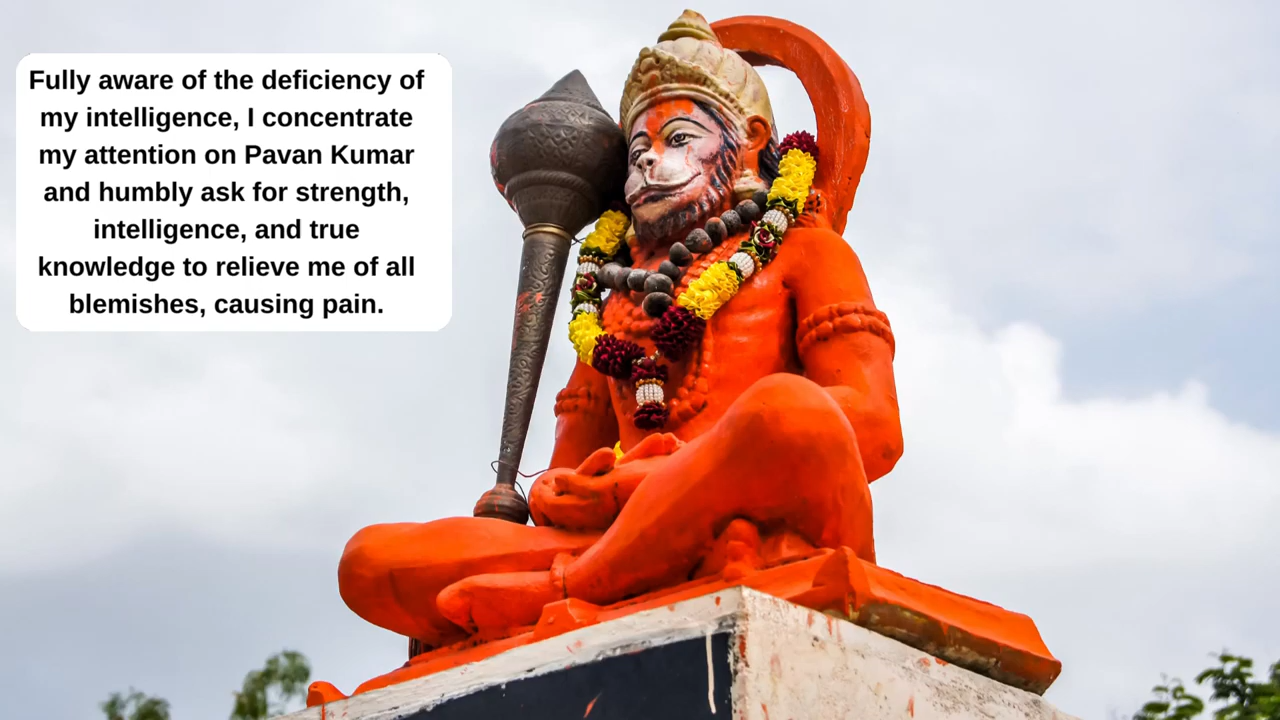 Fully aware of the deficiency of
my intelligence, I concentrate
my attention on Pavan Kumar
and humbly ask for strength,
intelligence, and true
knowledge to relieve me of all
blemishes, causing pain.